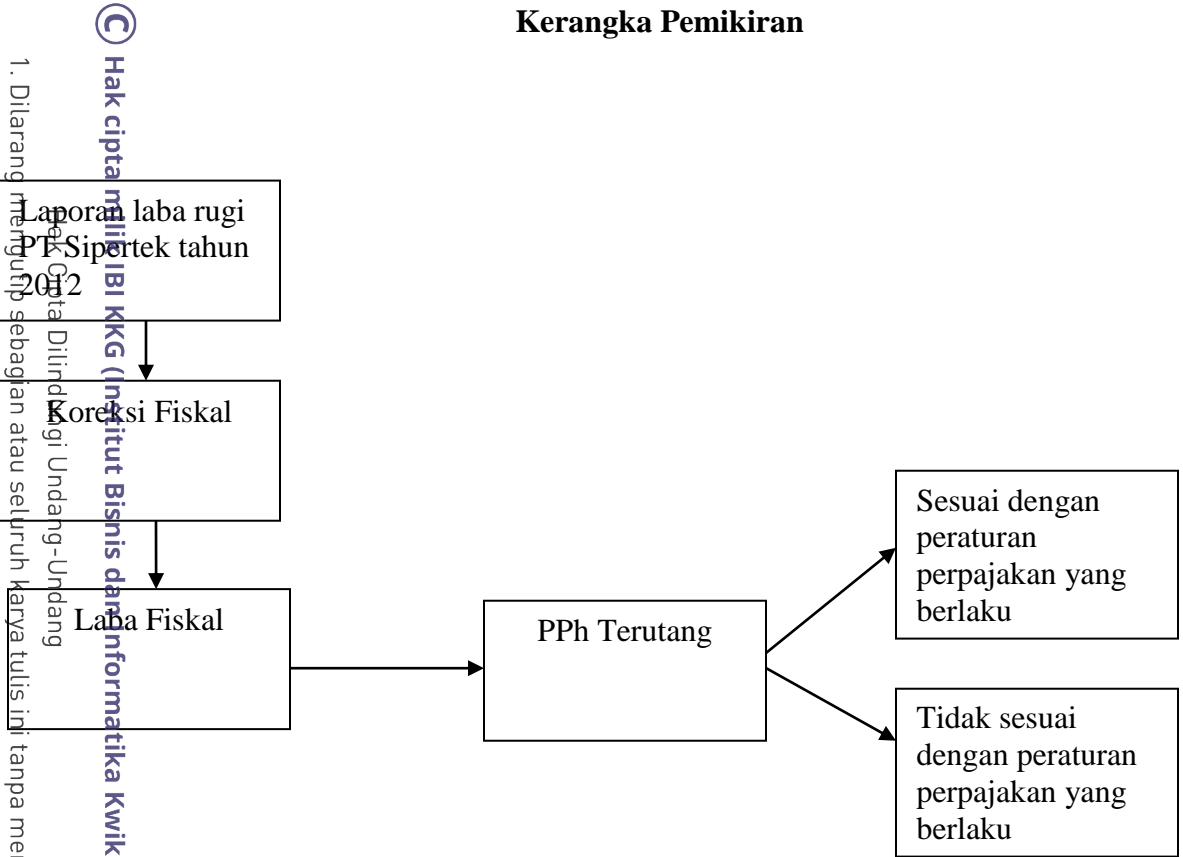 Kerangka Pemikiran
© Hak cipta milik IBI KKG (Institut Bisnis dan Informatika Kwik
Hak Cipta Dilindungi Undang-Undang
1. Dilarang mengutip sebagian atau seluruh karya tulis ini tanpa men
Laporan laba rugi
PT Sipertek tahun
2012
Koreksi Fiskal
Laba Fiskal
PPh Terutang
Sesuai dengan
peraturan
perpajakan yang
berlaku
Tidak sesuai
dengan peraturan
perpajakan yang
berlaku